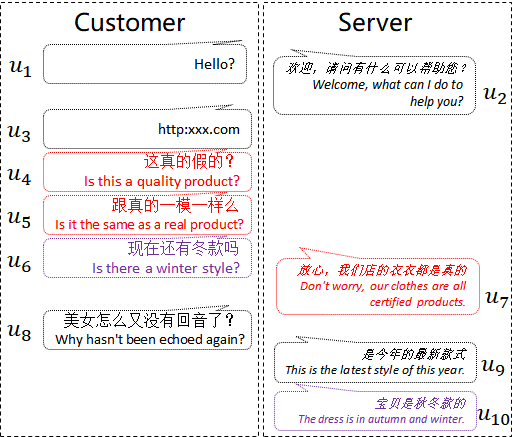 Customer
Server
u1
Hello?
欢迎，请问有什么可以帮助您？
Welcome, what can I do to
help you?
u2
u3
http:xxx.com
u4
这真的假的？
Is this a quality product?
u5
跟真的一模一样么
Is it the same as a real product?
u6
现在还有冬款吗
Is there a winter style?
放心，我们店的衣衣都是真的
Don't worry, our clothes are all
certified products.
u7
u8
美女怎么又没有回音了？
Why hasn't been echoed again?
是今年的最新款式
This is the latest style of this year.
u9
宝贝是秋冬款的
The dress is in autumn and winter.
u10